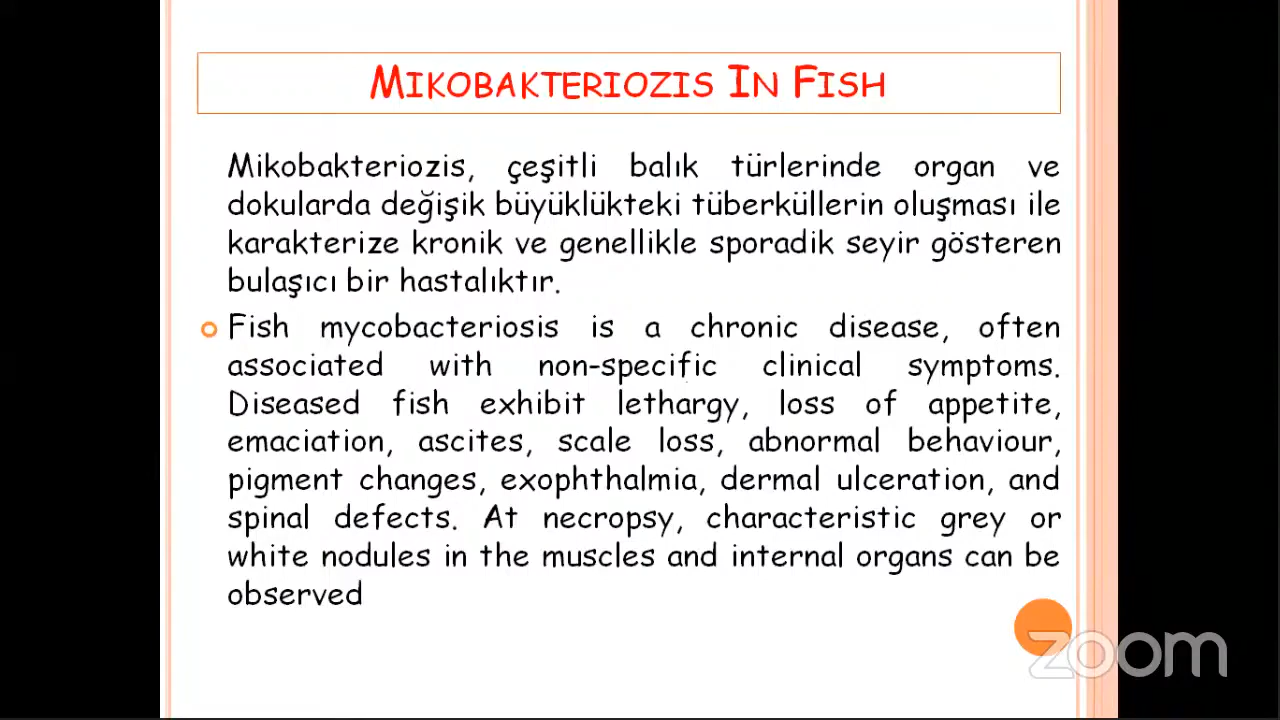 MIKOBAKTERIOZIS IN FISH
Mikobakteriozis, çeşitli balık türlerinde organ ve
dokularda değişik büyüklükteki tüberküllerin oluşması ile
karakterize kronik ve genellikle sporadik seyir gösteren
bulaşıcı bir hastalıktır.
Fish mycobacteriosis is a chronic disease, often
associated with non-specific clinical symptoms.
Diseased fish exhibit lethargy, loss of appetite,
emaciation, ascites, scale loss, abnormal behaviour,
pigment changes, exophthalmia, dermal ulceration, and
spinal defects. At necropsy, characteristic grey or
white nodules in the muscles and internal organs can be
observed
zoom